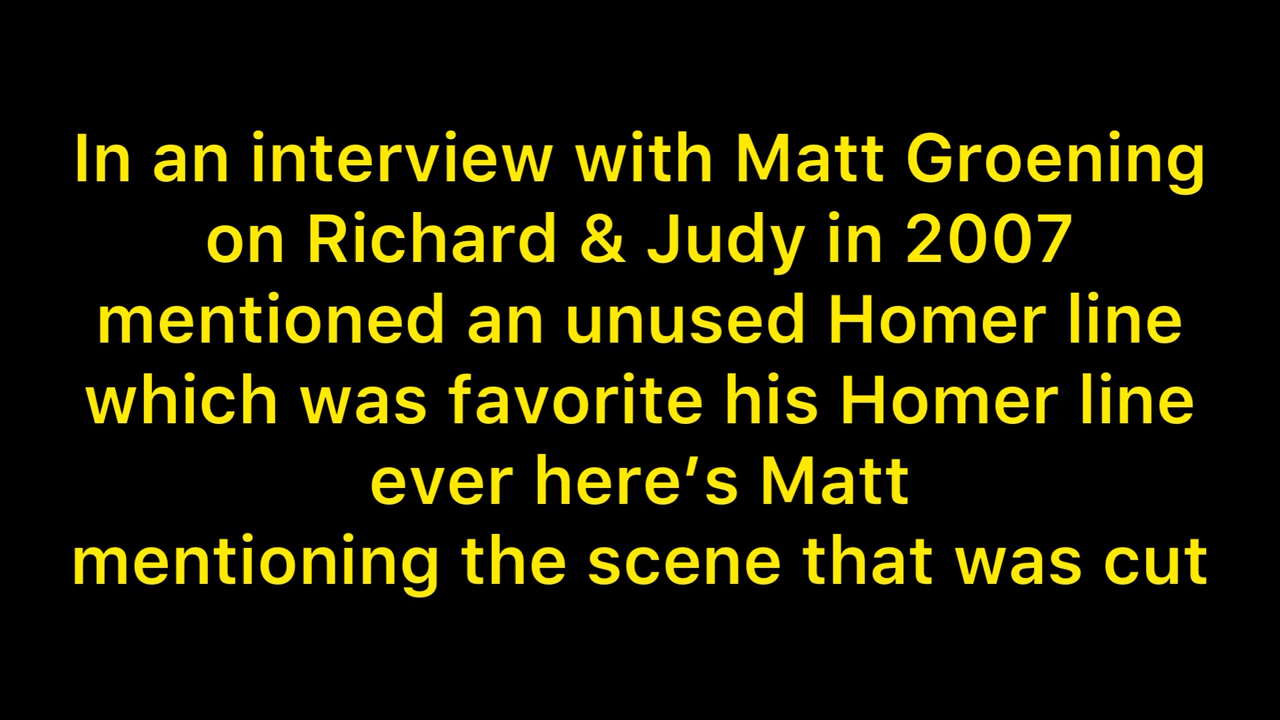 In an interview with Matt Groening
on Richard & Judy in 2007
mentioned an unused Homer line
which was favorite his Homer line
ever here’s Matt
mentioning the scene that was cut